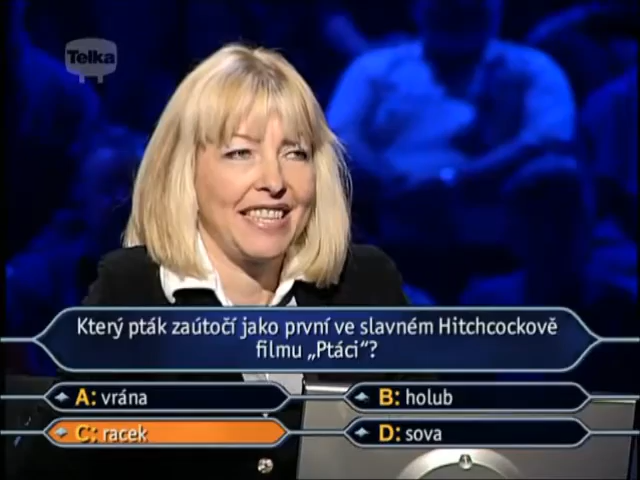 Telka
Který pták zaútočí jako první ve slavném Hitchcockově
filmu „Ptáci“?
A: vrána
B: holub
C: racek
D: sova